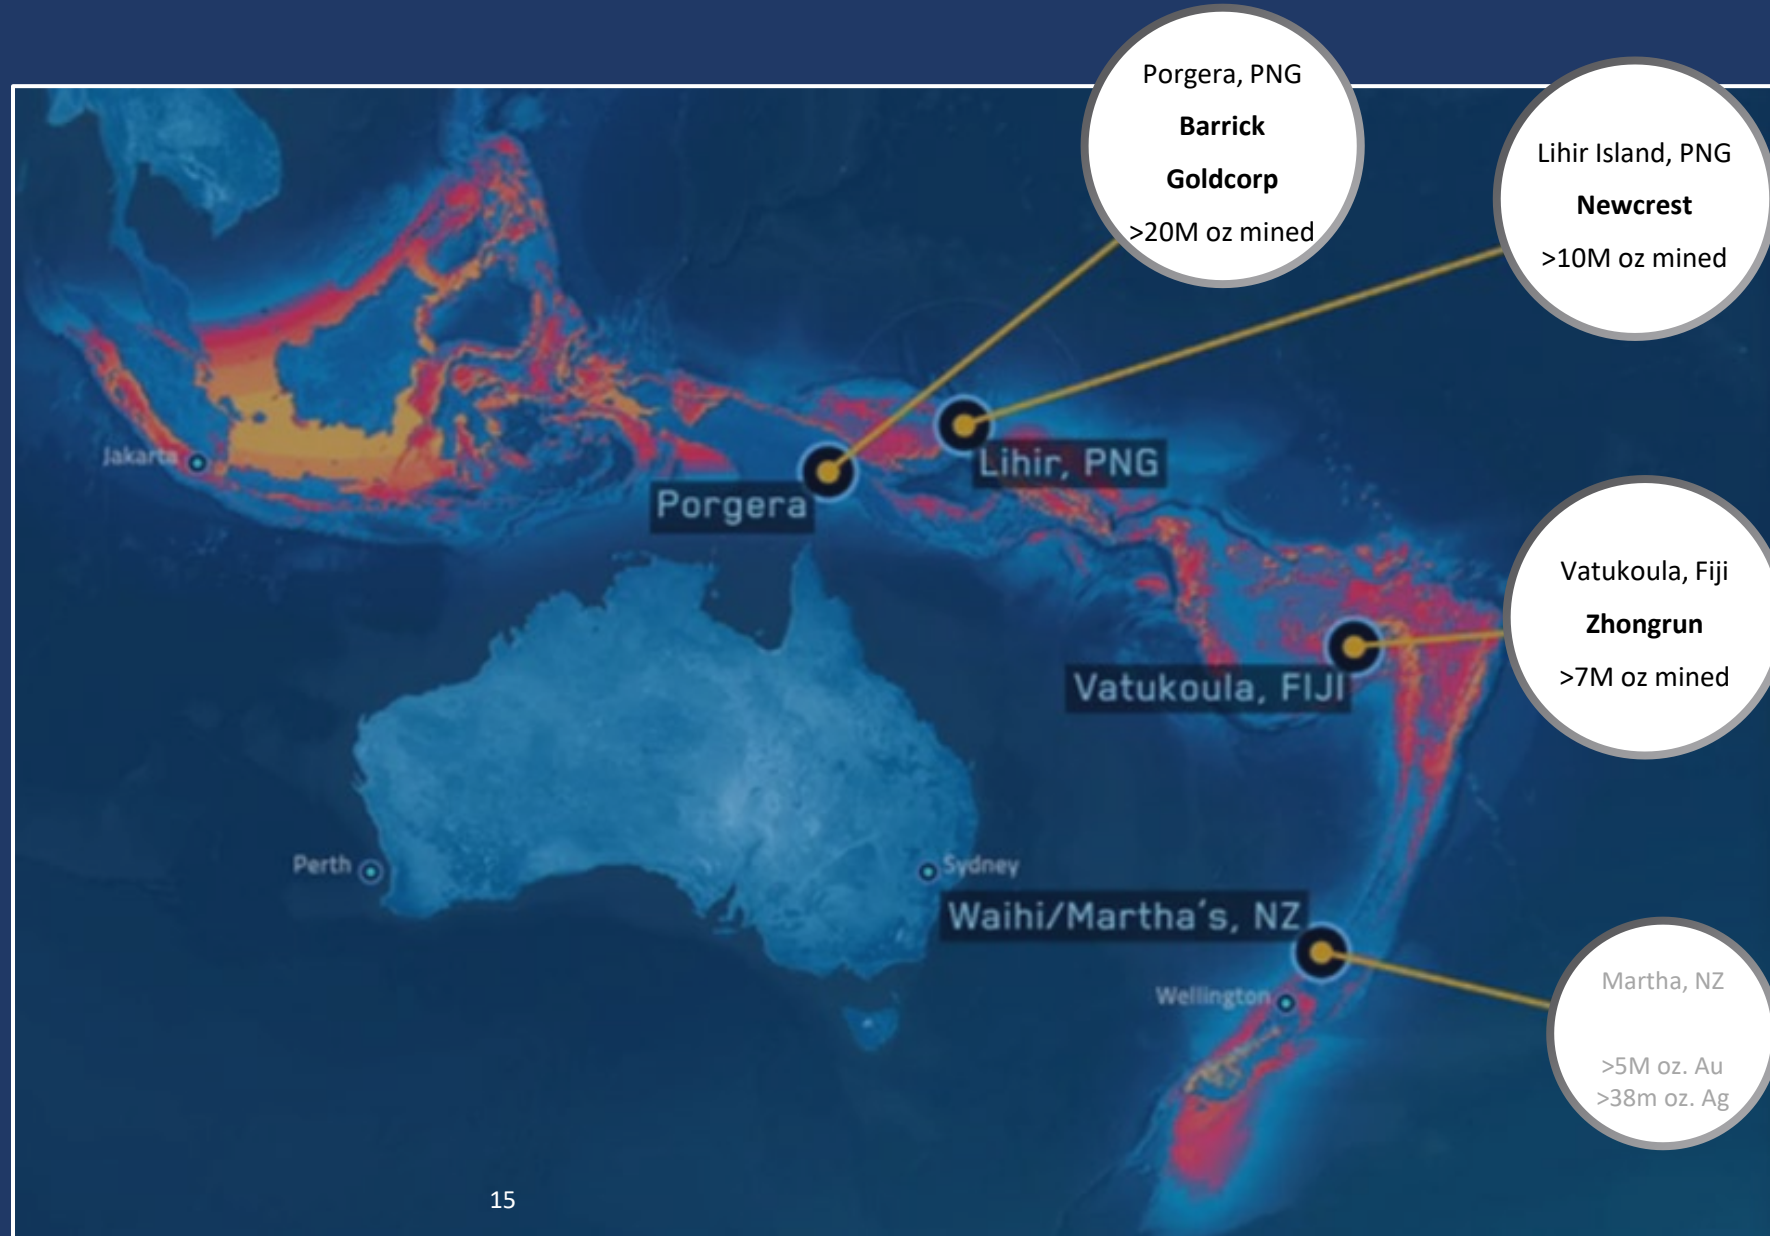 Porgera, PNG
Barrick
Goldcorp
>20M oz mined
Lihir Island, PNG
Newcrest
>10M oz mined
Jakarta
Lihir, PNG
Porgera
Vatukoula, Fiji
Zhongrun
>7M oz mined
Vatukoula, FIJI
Perth
Sydney
Waihi/Martha's, NZ
Wellington
Martha, NZ
>5M oz. Au
>38m oz. Ag
15